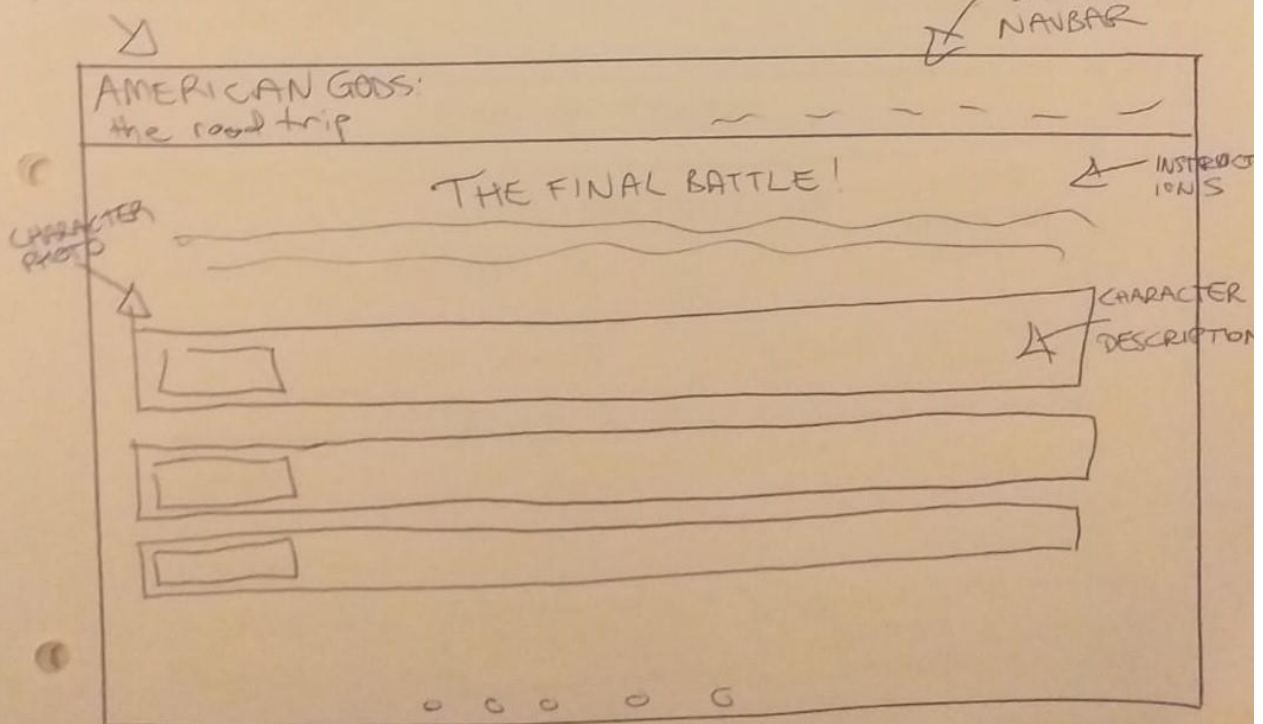 NAVBAR
AMERICAN GODS:
the road trip
THE FINAL BATTLE!
INSTRUCT
IONS
CHARACTER
PHOTO
CHARACTER
DESCRIPTION